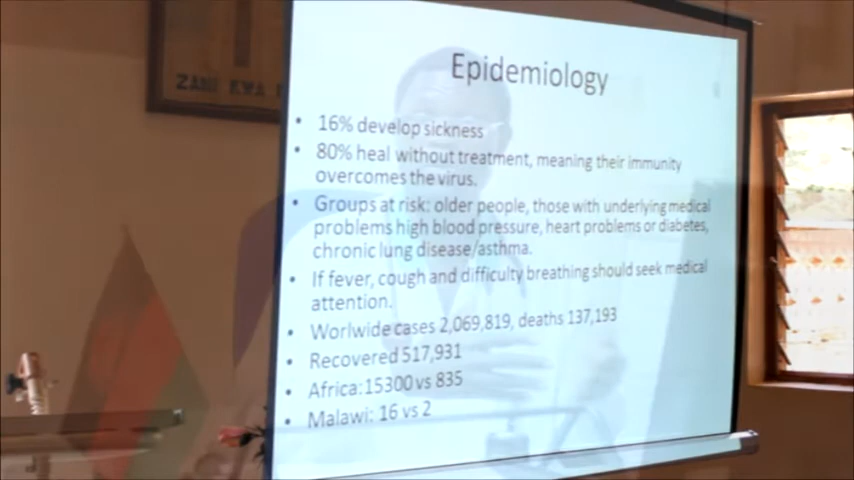 ZANI KWA
Epidemiology
• 16% develop sickness
• 80% heal without treatment, meaning their immunity
overcomes the virus.
• Groups at risk: older people, those with underlying medical
problems high blood pressure, heart problems or diabetes,
chronic lung disease/asthma.
• If fever, cough and difficulty breathing should seek medical
attention.
• Worlwide cases 2,069,819, deaths 137,193
• Recovered 517,931
• Africa:15300 vs 835
• Malawi: 16 vs 2